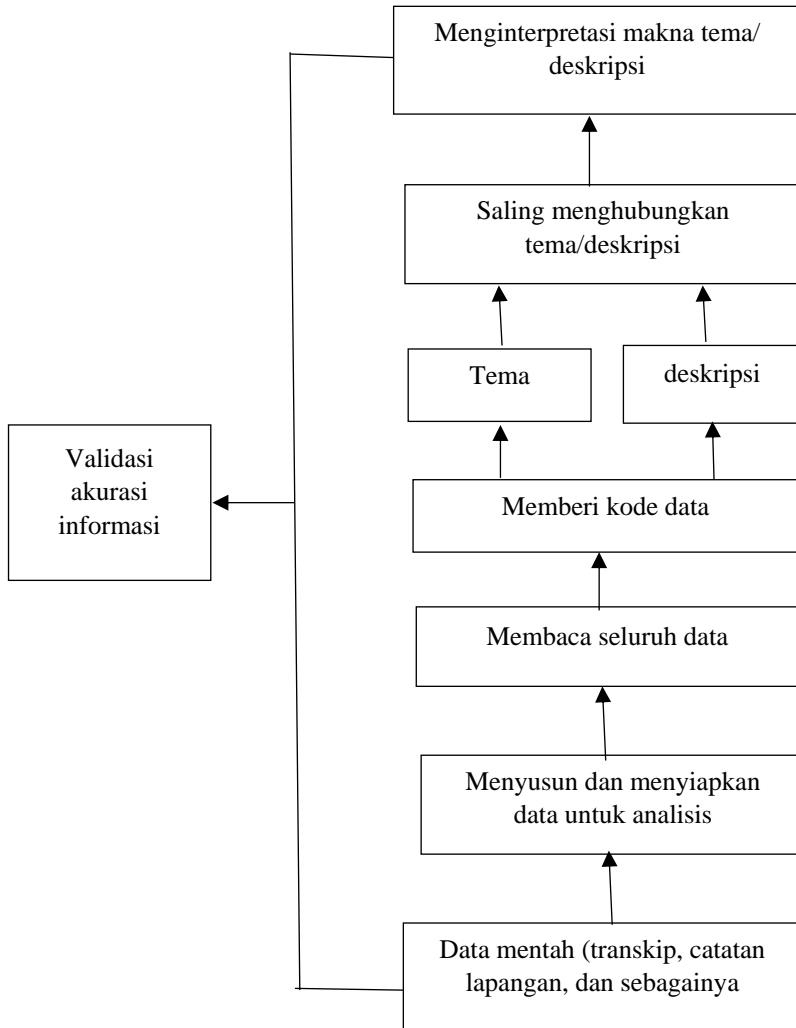 Menginterpretasi makna tema/
deskripsi
Saling menghubungkan
tema/deskripsi
Tema
deskripsi
Validasi
akurasi
informasi
Memberi kode data
Membaca seluruh data
Menyusun dan menyiapkan
data untuk analisis
Data mentah (transkip, catatan
lapangan, dan sebagainya